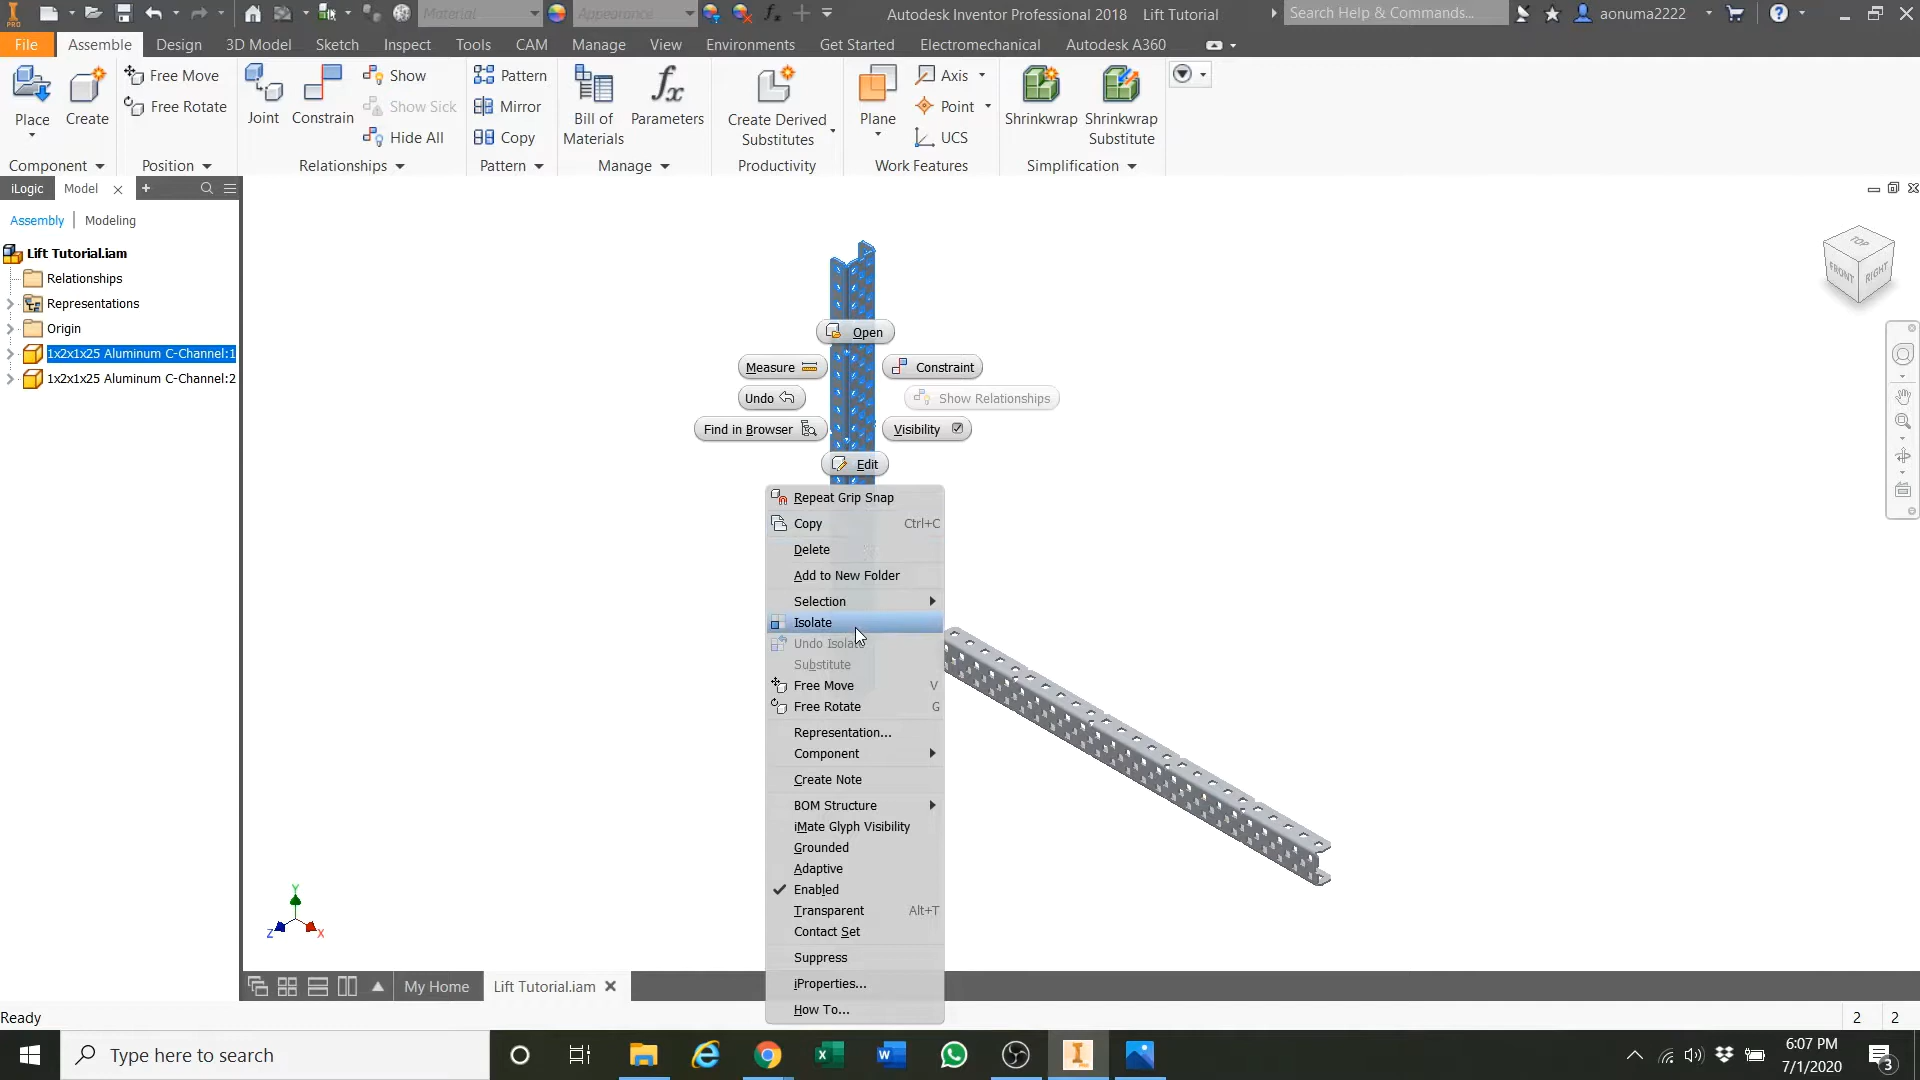 Material
Appearance
Autodesk Inventor Professional 2018 Lift Tutorial
Search Help & Commands...
aonuma2222
File
Assemble
Design
3D Model
Sketch
Inspect
Tools
CAM
Manage
View
Environments
Get Started
Electromechanical
Autodesk A360
Place
Create
Component
Free Move
Free Rotate
Position
Joint
Constrain
Show
Show Sick
Hide All
Relationships
Pattern
Mirror
Copy
Pattern
Bill of
Materials
Parameters
Manage
Create Derived
Substitutes
Productivity
Plane
Axis
Point
UCS
Work Features
Shrinkwrap
Shrinkwrap
Substitute
Simplification
iLogic
Model
Assembly
Modeling
Lift Tutorial.iam
Relationships
Representations
Origin
1x2x1x25 Aluminum C-Channel:1
1x2x1x25 Aluminum C-Channel:2
TOP
FRONT
RIGHT
Open
Measure
Constraint
Undo
Show Relationships
Find in Browser
Visibility
Edit
Repeat Grip Snap
Copy Ctrl+C
Delete
Add to New Folder
Selection
Isolate
Undo Isolate
Substitute
Free Move V
Free Rotate G
Representation...
Component
Create Note
BOM Structure
iMate Glyph Visibility
Grounded
Adaptive
Enabled
Transparent Alt+T
Contact Set
Suppress
iProperties...
How To...
Y
Z
X
My Home
Lift Tutorial.iam
Ready
2 2
Type here to search
6:07 PM
7/1/2020
3